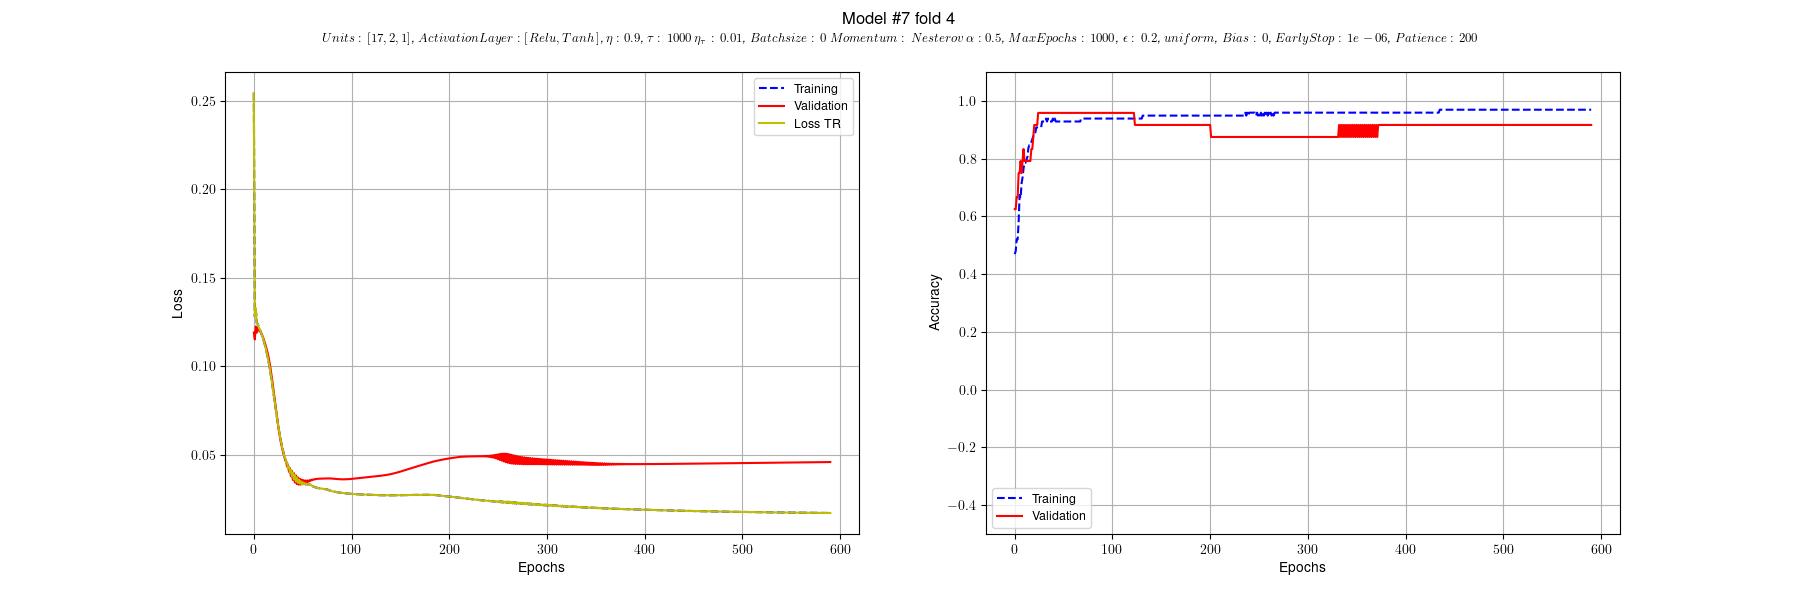 Model #7 fold 4
Units : [17, 2, 1], ActivationLayer : [Relu, Tanh], η : 0.9, τ : 1000 η_τ : 0.01, Batchsize : 0 Momentum : Nesterov α : 0.5, MaxEpochs : 1000, ϵ : 0.2, uniform, Bias : 0, EarlyStop : 1e − 06, Patience : 200
Loss
0.25
0.20
0.15
0.10
0.05
0 100 200 300 400 500 600
Epochs
Training
Validation
Loss TR
Accuracy
1.0
0.8
0.6
0.4
0.2
0.0
−0.2
−0.4
0 100 200 300 400 500 600
Epochs
Training
Validation